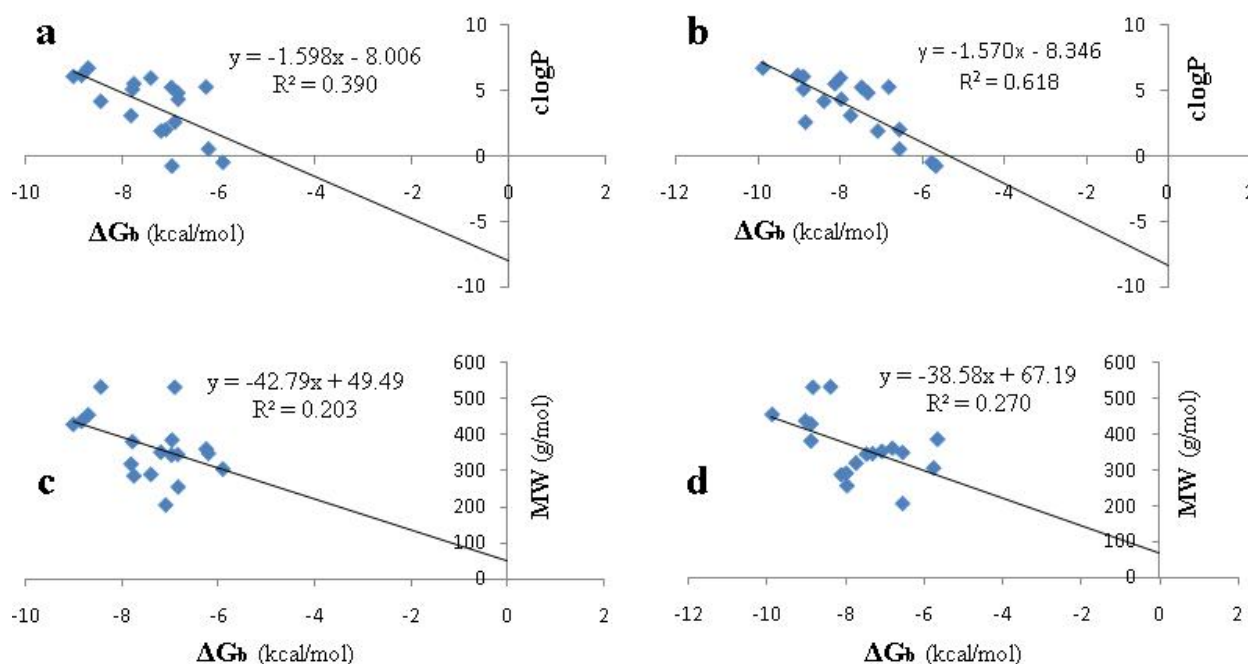 a
y = -1.598x - 8.006
R² = 0.390
clogP
10
5
0
-5
-10
-10 -8 -6 -4 -2 0 2
ΔGb (kcal/mol)
b
y = -1.570x - 8.346
R² = 0.618
clogP
10
5
0
-5
-10
-12 -10 -8 -6 -4 -2 0 2
ΔGb (kcal/mol)
c
y = -42.79x + 49.49
R² = 0.203
MW (g/mol)
600
500
400
300
200
100
0
-10 -8 -6 -4 -2 0 2
ΔGb (kcal/mol)
d
y = -38.58x + 67.19
R² = 0.270
MW (g/mol)
600
500
400
300
200
100
0
-12 -10 -8 -6 -4 -2 0 2
ΔGb (kcal/mol)